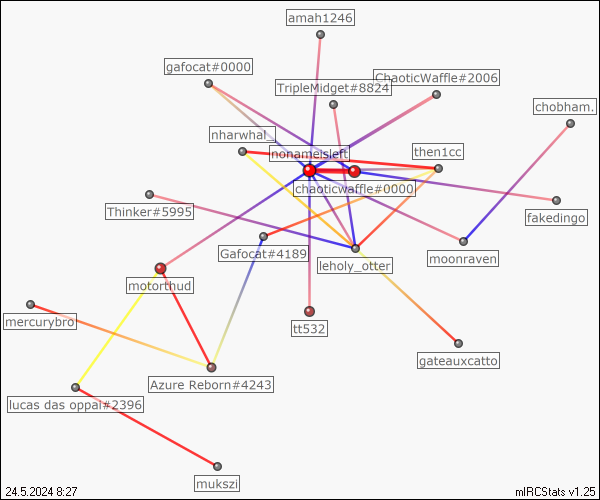 amah1246
gafocat#0000
ChaoticWaffle#2006
TripleMidget#8824
chobham.
nharwhal_
nonameisleft
then1cc
chaoticwaffle#0000
Thinker#5995
fakedingo
Gafocat#4189
leholy_otter
moonraven
motorthud
mercurybro
tt532
gateauxcatto
Azure Reborn#4243
lucas das oppai#2396
mukszi
24.5.2024 8:27
mIRCStats v1.25